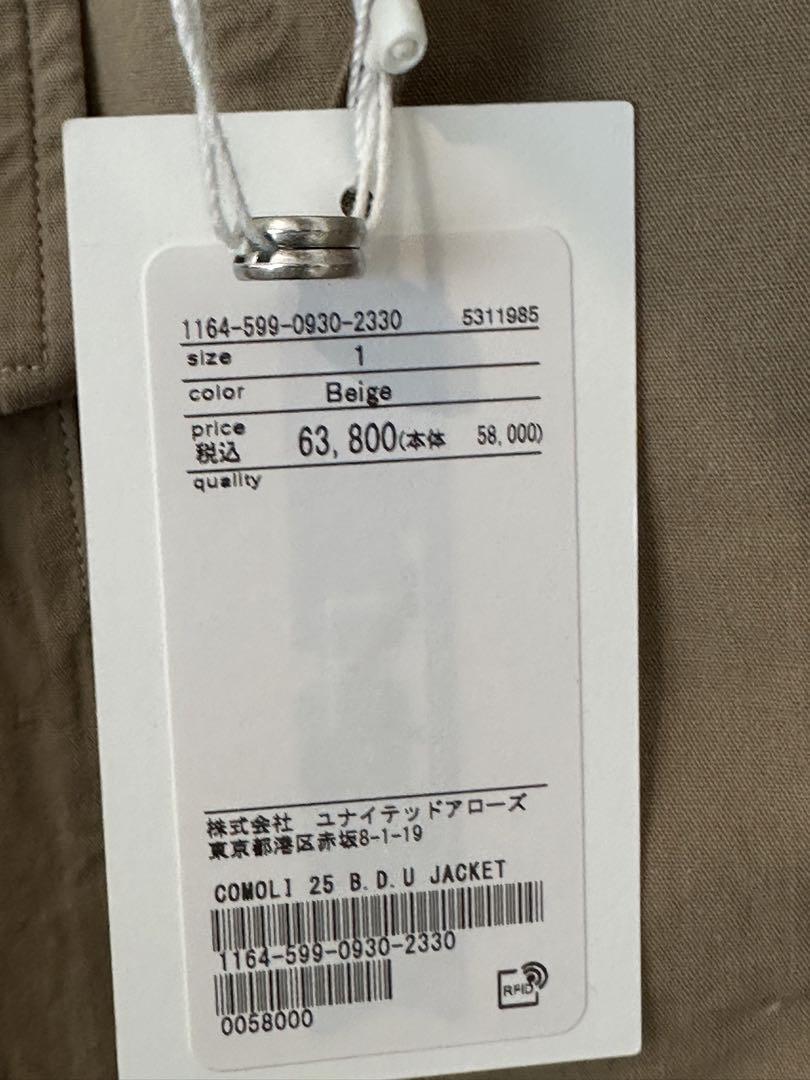 1164-599-0930-2330 5311985
size 1
color Beige
price
税込 63,800(本体 58,000)
quality
株式会社 ユナイテッドアローズ
東京都港区赤坂8-1-19
COMOLI 25 B.D.U JACKET
1164-599-0930-2330
0058000
RFID